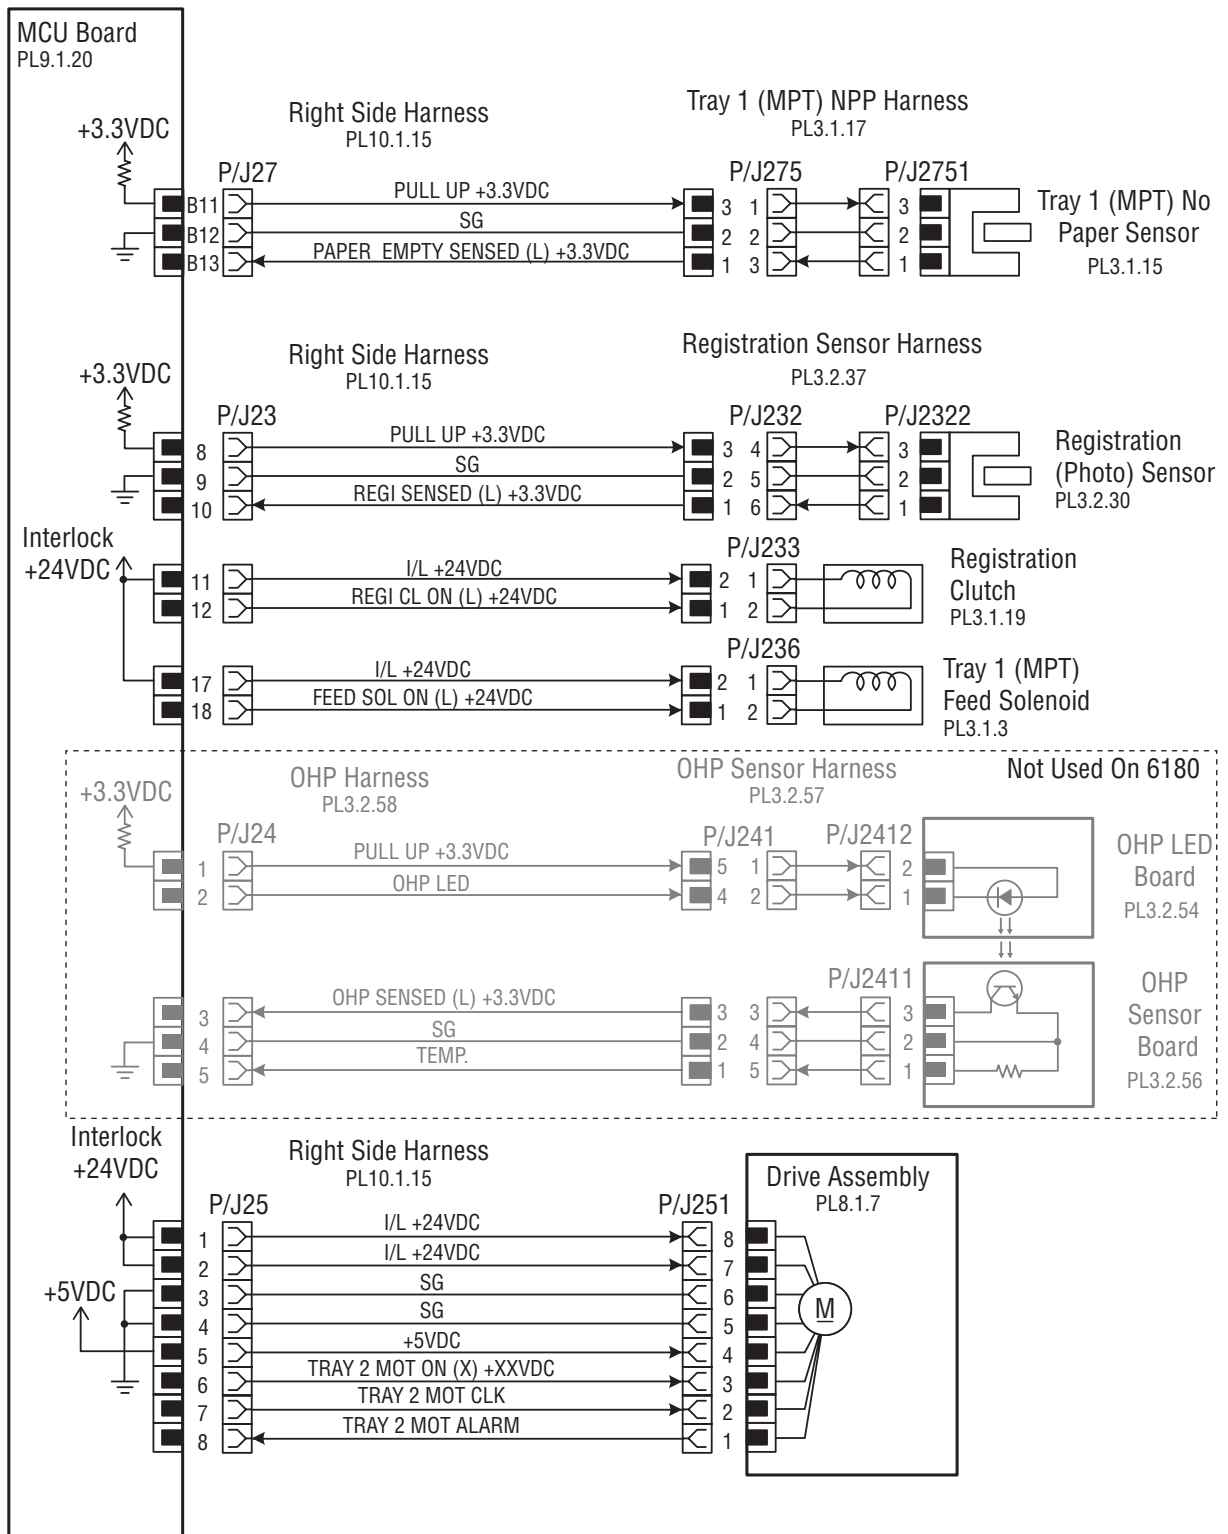 MCU Board
PL9.1.20
+3.3VDC
Right Side Harness
PL10.1.15
Tray 1 (MPT) NPP Harness
PL3.1.17
P/J27
P/J275
P/J2751
B11
PULL UP +3.3VDC
3 1
3
B12
SG
2 2
2
B13
PAPER EMPTY SENSED (L) +3.3VDC
1 3
1
Tray 1 (MPT) No
Paper Sensor
PL3.1.15
+3.3VDC
Right Side Harness
PL10.1.15
Registration Sensor Harness
PL3.2.37
P/J23
P/J232
P/J2322
8
PULL UP +3.3VDC
3 4
3
9
SG
2 5
2
10
REGI SENSED (L) +3.3VDC
1 6
1
Registration
(Photo) Sensor
PL3.2.30
Interlock
+24VDC
P/J233
11
I/L +24VDC
2 1
12
REGI CL ON (L) +24VDC
1 2
Registration
Clutch
PL3.1.19
P/J236
17
I/L +24VDC
2 1
18
FEED SOL ON (L) +24VDC
1 2
Tray 1 (MPT)
Feed Solenoid
PL3.1.3
Not Used On 6180
+3.3VDC
OHP Harness
PL3.2.58
OHP Sensor Harness
PL3.2.57
P/J24
P/J241
P/J2412
1
PULL UP +3.3VDC
5 1
2
2
OHP LED
4 2
1
OHP LED
Board
PL3.2.54
P/J2411
3
OHP SENSED (L) +3.3VDC
3 3
3
4
SG
2 4
2
5
TEMP.
1 5
1
OHP
Sensor
Board
PL3.2.56
Interlock
+24VDC
+5VDC
Right Side Harness
PL10.1.15
Drive Assembly
PL8.1.7
P/J25
P/J251
1
I/L +24VDC
8
2
I/L +24VDC
7
3
SG
6
4
SG
5
5
+5VDC
4
6
TRAY 2 MOT ON (X) +XXVDC
3
7
TRAY 2 MOT CLK
2
8
TRAY 2 MOT ALARM
1
M